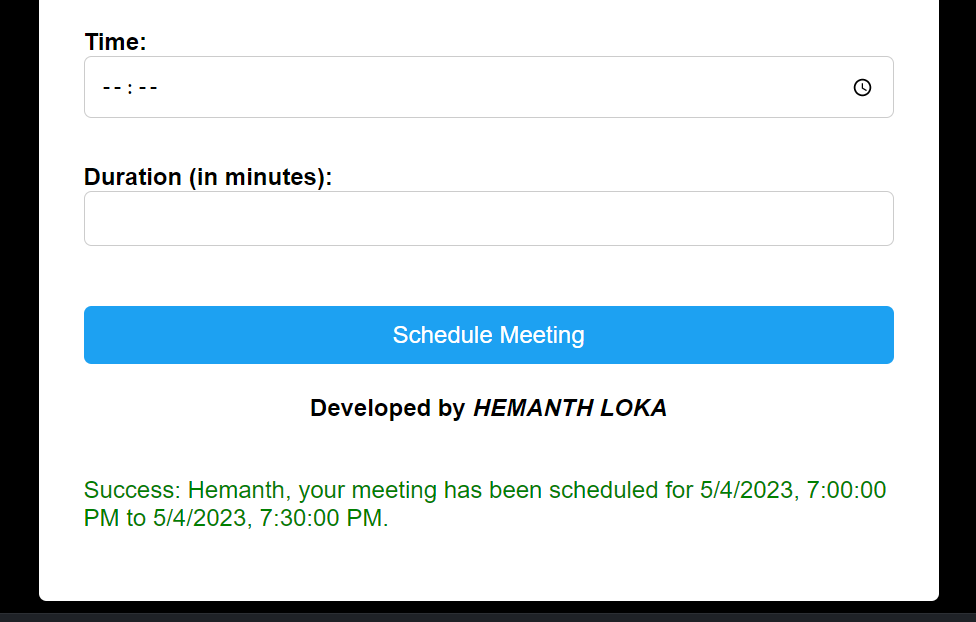 Time:
--:--
Duration (in minutes):
Schedule Meeting
Developed by HEMANTH LOKA
Success: Hemanth, your meeting has been scheduled for 5/4/2023, 7:00:00
PM to 5/4/2023, 7:30:00 PM.